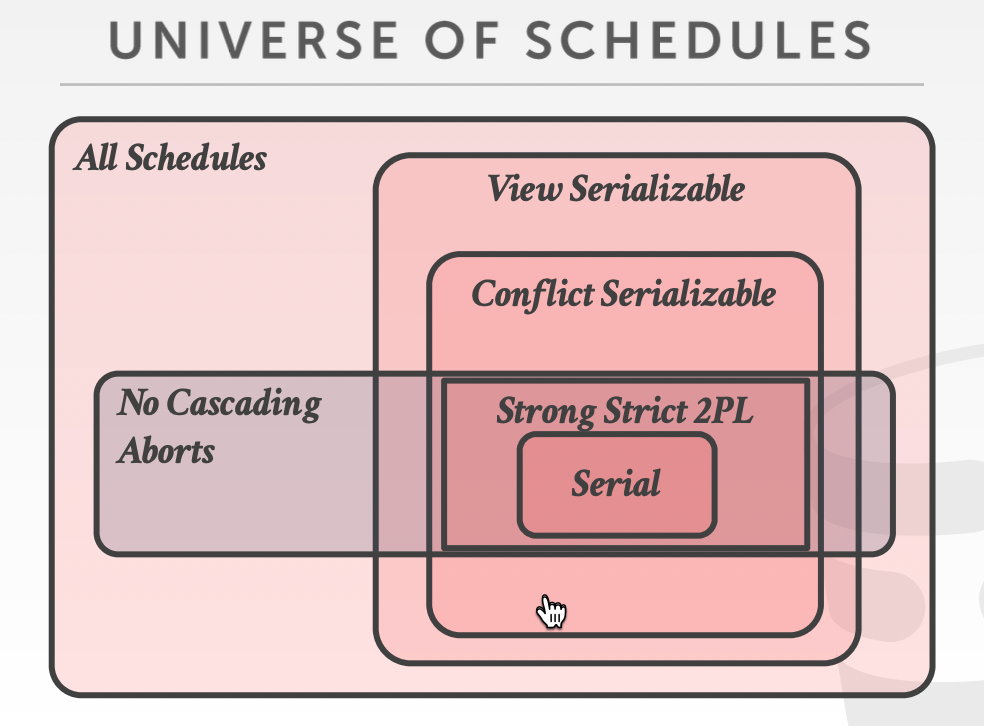 UNIVERSE OF SCHEDULES
All Schedules
View Serializable
Conflict Serializable
No Cascading
Aborts
Strong Strict 2PL
Serial